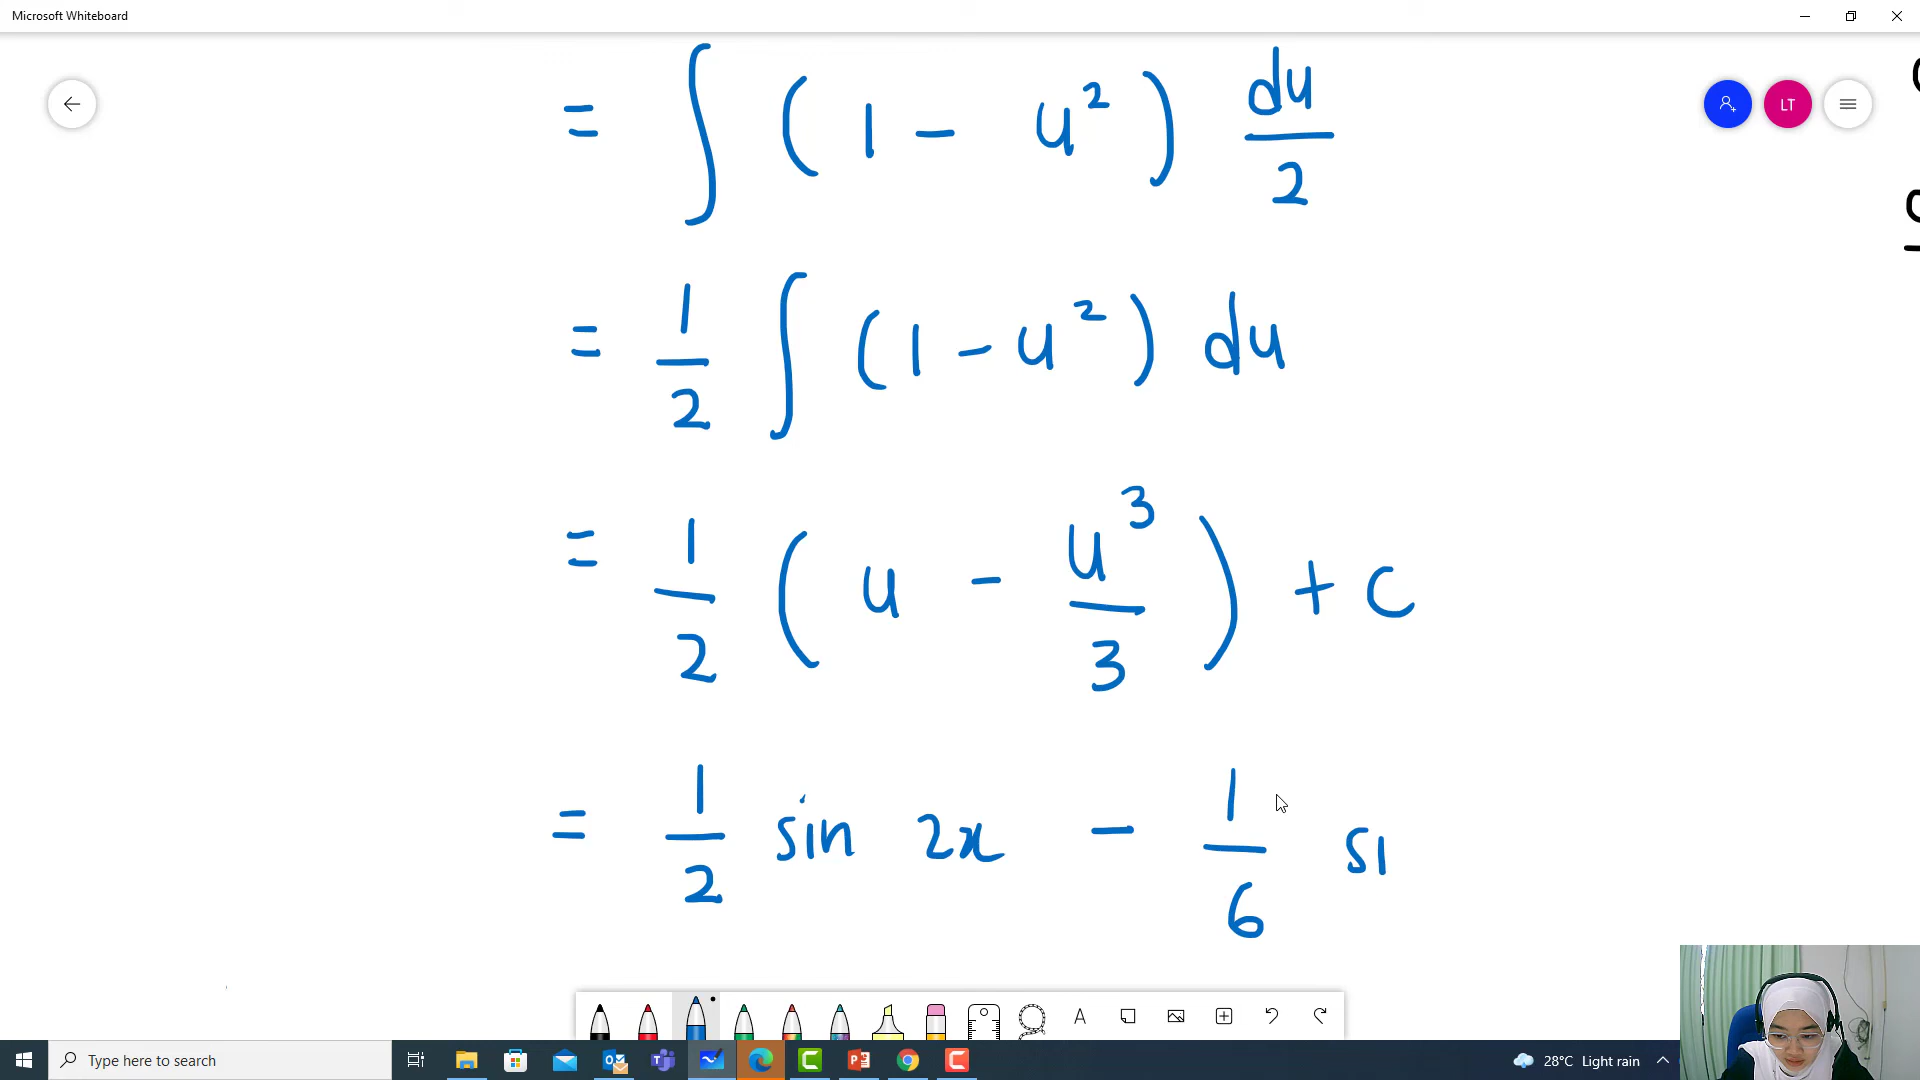 Microsoft Whiteboard
= ∫ (1 - u²) du/2
LT
= 1/2 ∫ (1 - u²) du
= 1/2 (u - u³/3) + c
= 1/2 sin 2x - 1/6 si
A
Type here to search
28°C Light rain